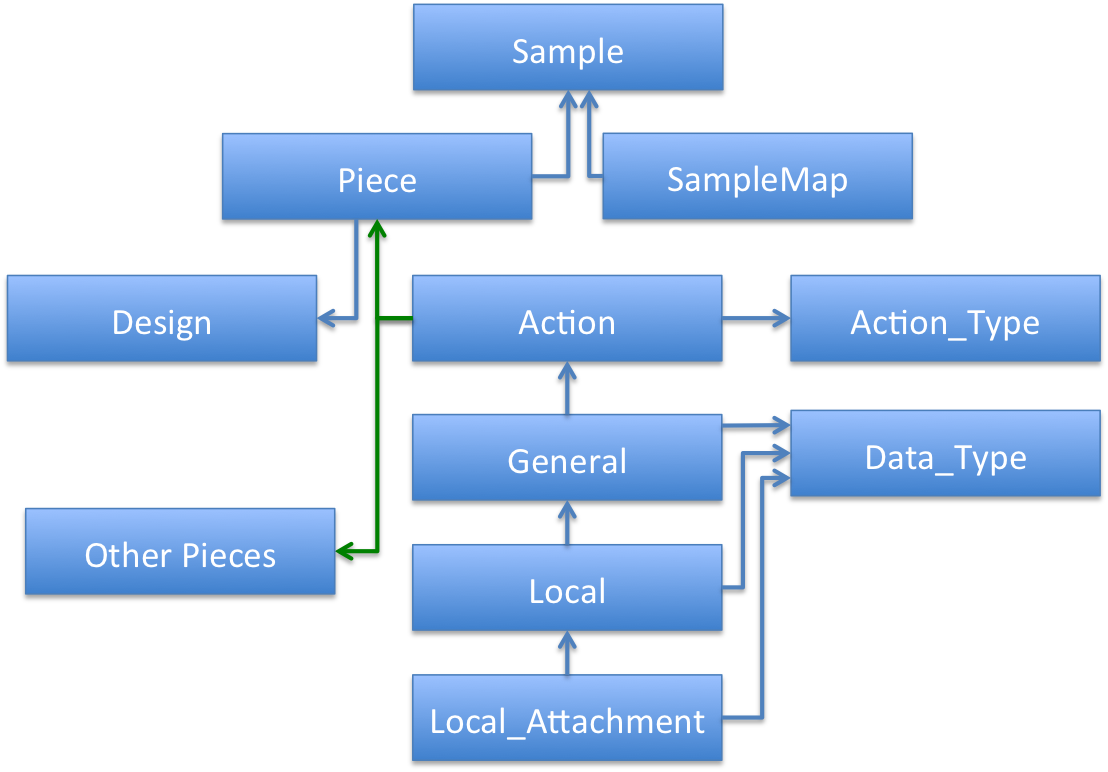 Sample
Piece
SampleMap
Design
Action
Action_Type
General
Data_Type
Other Pieces
Local
Local_Attachment